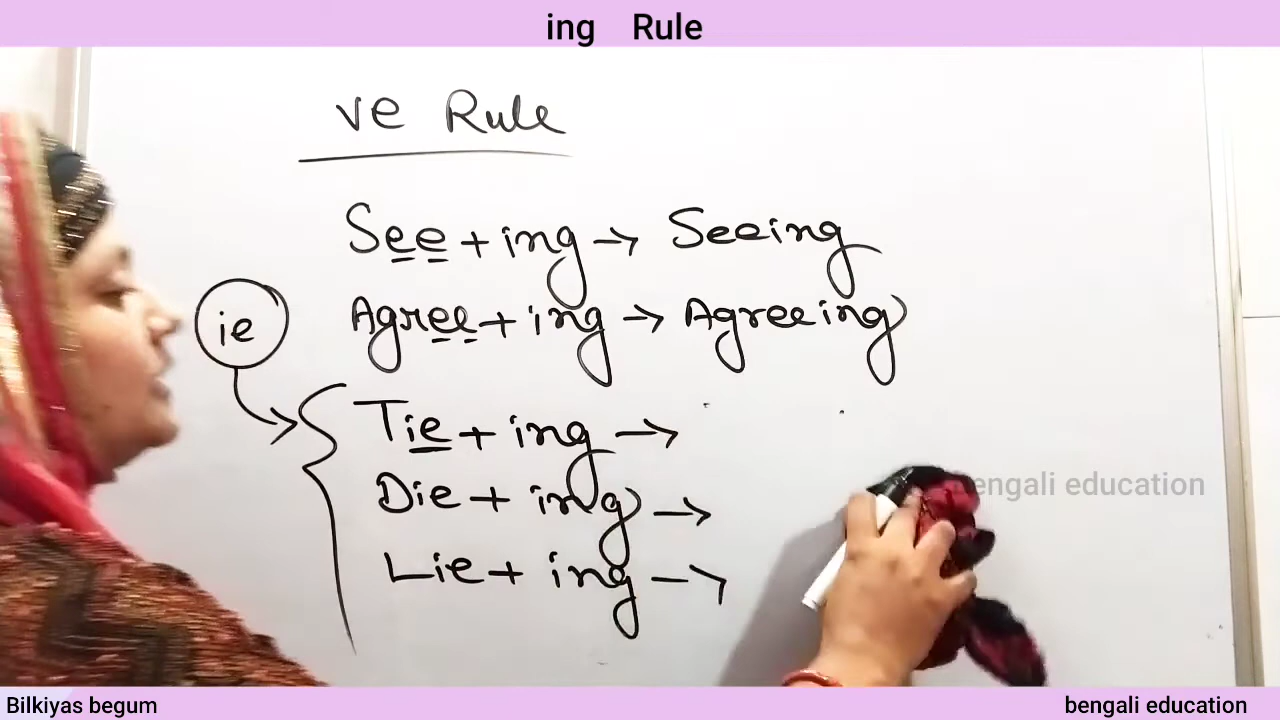 ing Rule
ve Rule
See + ing → Seeing
Agree + ing → Agreeing
ie
Tie + ing →
Die + ing →
Lie + ing →
bengali education
Bilkiyas begum
bengali education